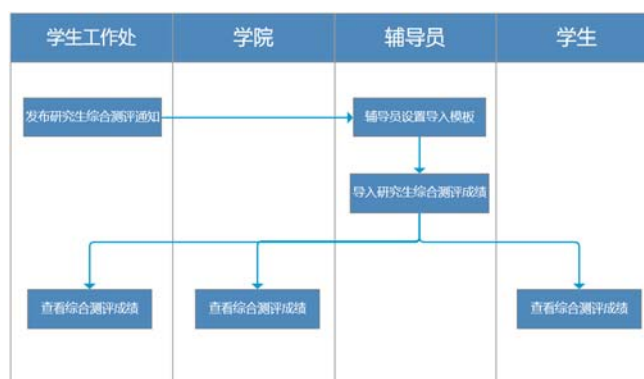 学生工作处
学院
辅导员
学生
发布研究生综合测评通知
辅导员设置导入模板
导入研究生综合测评成绩
查看综合测评成绩
查看综合测评成绩
查看综合测评成绩